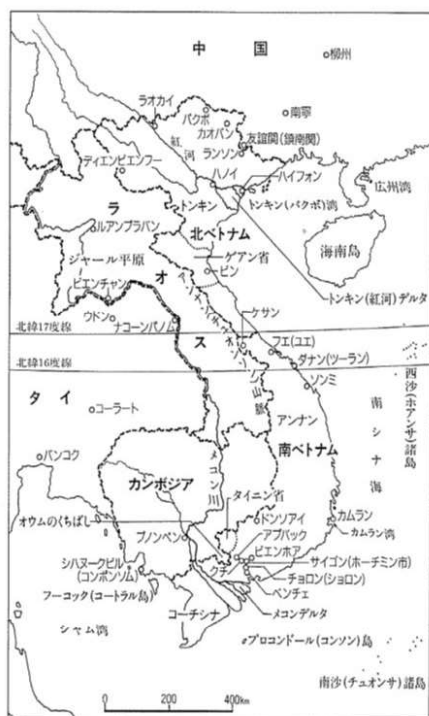 中国
柳州
ラオカイ
パクボ
カオバン
南寧
紅河
友誼関(鎮南関)
ランソン
ディエンビエンフー
ハノイ
ハイフォン
広州湾
トンキン
トンキン(バクボ)湾
ラオス
ルアンプラバン
北ベトナム
海南島
ジャール平原
ゲアン省
ビン
トンキン(紅河)デルタ
ビエンチャン
ケサン
ウドン
ナコーンパノム
北緯17度線
フエ(ユエ)
ダナン(ツーラン)
北緯16度線
山脈
ソンミ
西沙(ホアンサ)諸島
タイ
コーラート
アンナン
南シナ海
メコン川
南ベトナム
バンコク
カンボジア
タイニン省
オウムのくちばし
ドンソアイ
カムラン
アプバック
カムラン湾
プノンペン
ビエンホア
クチ
サイゴン(ホーチミン市)
シハヌークビル
(コンポンソム)
チョロン(ショロン)
ベンチェ
フーコック(コートラル島)
コーチシナ
メコンデルタ
シャム湾
プロコンドール(コンソン)島
0 200 400km
南沙(チュオンサ)諸島